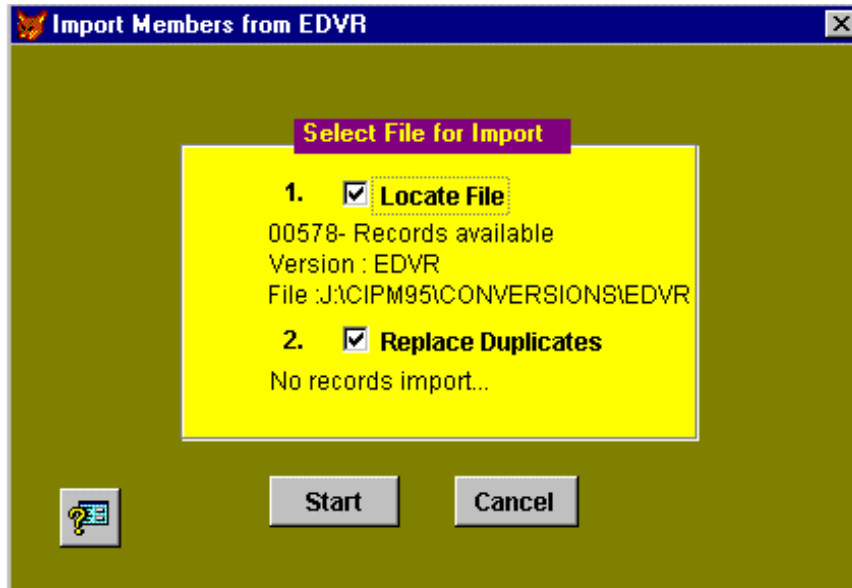 Import Members from EDVR
Select File for Import
1. Locate File
00578- Records available
Version : EDVR
File :J:\CIPM95\CONVERSIONS\EDVR
2. Replace Duplicates
No records import...
Start Cancel